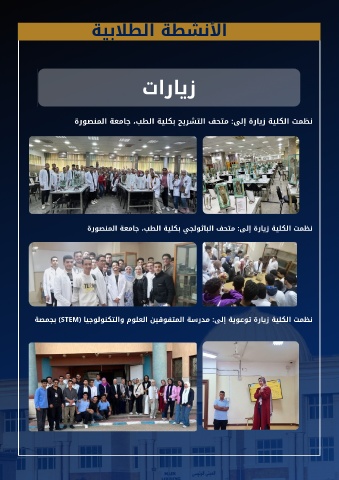 الأنشطة الطلابية
زيارات
نظمت الكلية زيارة إلى: متحف التشريح بكلية الطب، جامعة المنصورة
نظمت الكلية زيارة إلى: متحف الباثولجي بكلية الطب، جامعة المنصورة
نظمت الكلية زيارة توعوية إلى: مدرسة المتفوقين العلوم والتكنولوجيا (STEM) بجمصة